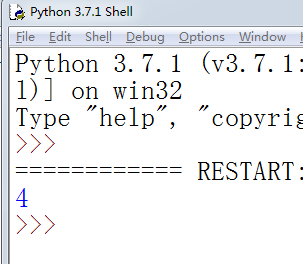 Python 3.7.1 Shell
File Edit Shell Debug Options Window Help
Python 3.7.1 (v3.7.1:
1)] on win32
Type "help", "copyrig
>>>
============ RESTART:
4
>>>